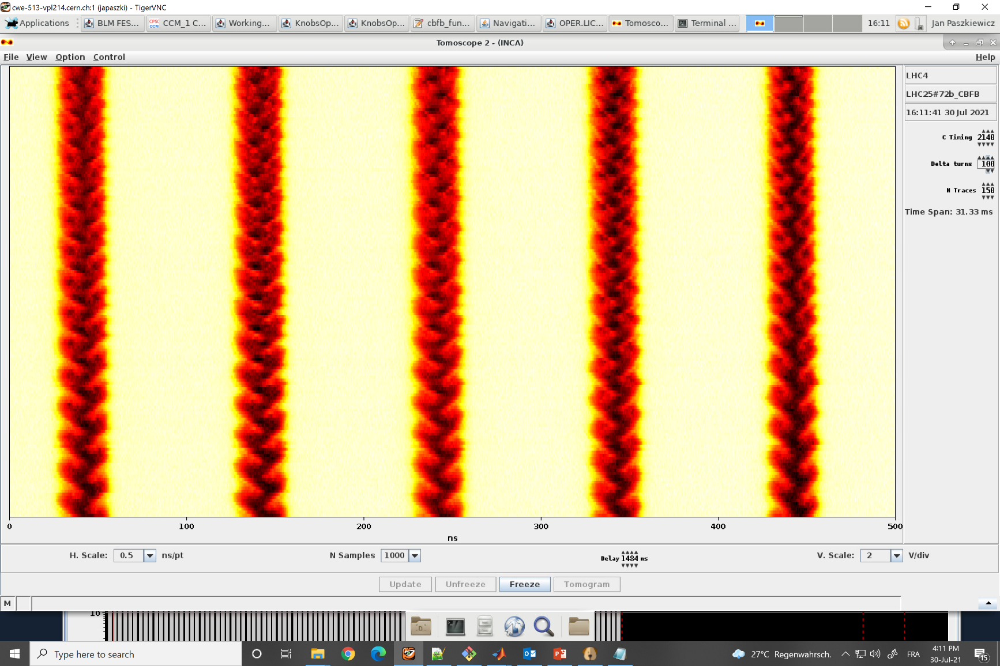 cwe-513-vpl214.cern.ch:1 (japaszki) - TigerVNC
Applications BLM FES... CCM_1 C... Working... KnobsOp... KnobsOp... cbfb_fun... Navigati... OPER.LIC... Tomosco... Terminal ... 16:11 Jan Paszkiewicz
Tomoscope 2 - (INCA)
File View Option Control Help
LHC4
LHC25#72b_CBFB
16:11:41 30 Jul 2021
C Timing 2140
Delta turns 100
N Traces 150
Time Span: 31.33 ms
0 100 200 300 400 500
ns
H. Scale: 0.5 ns/pt N Samples 1000 Delay 1484 ns V. Scale: 2 V/div
Update Unfreeze Freeze Tomogram
M
10
Type here to search 27°C Regenwahrsch. FRA 4:11 PM
30-Jul-21 15